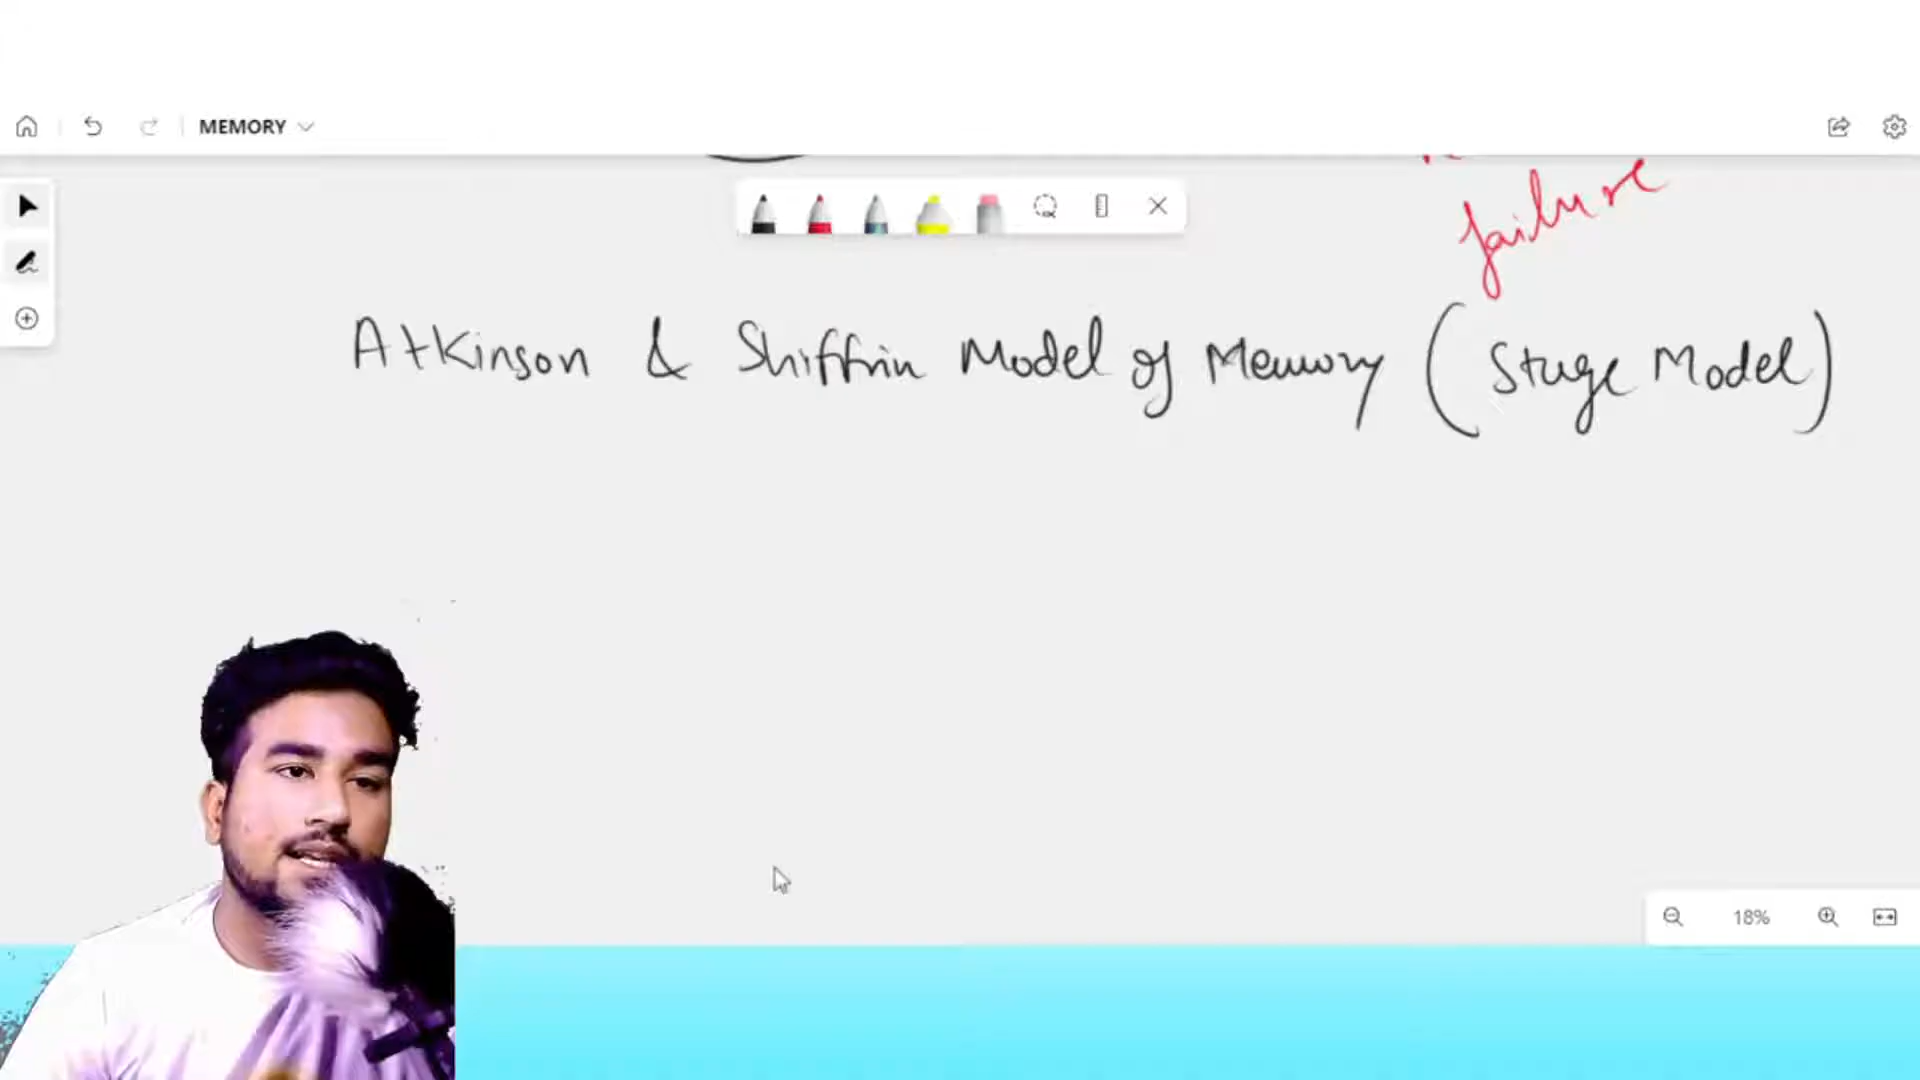 MEMORY
failure
Atkinson & Shiffrin Model of Memory (Stage Model)
18%